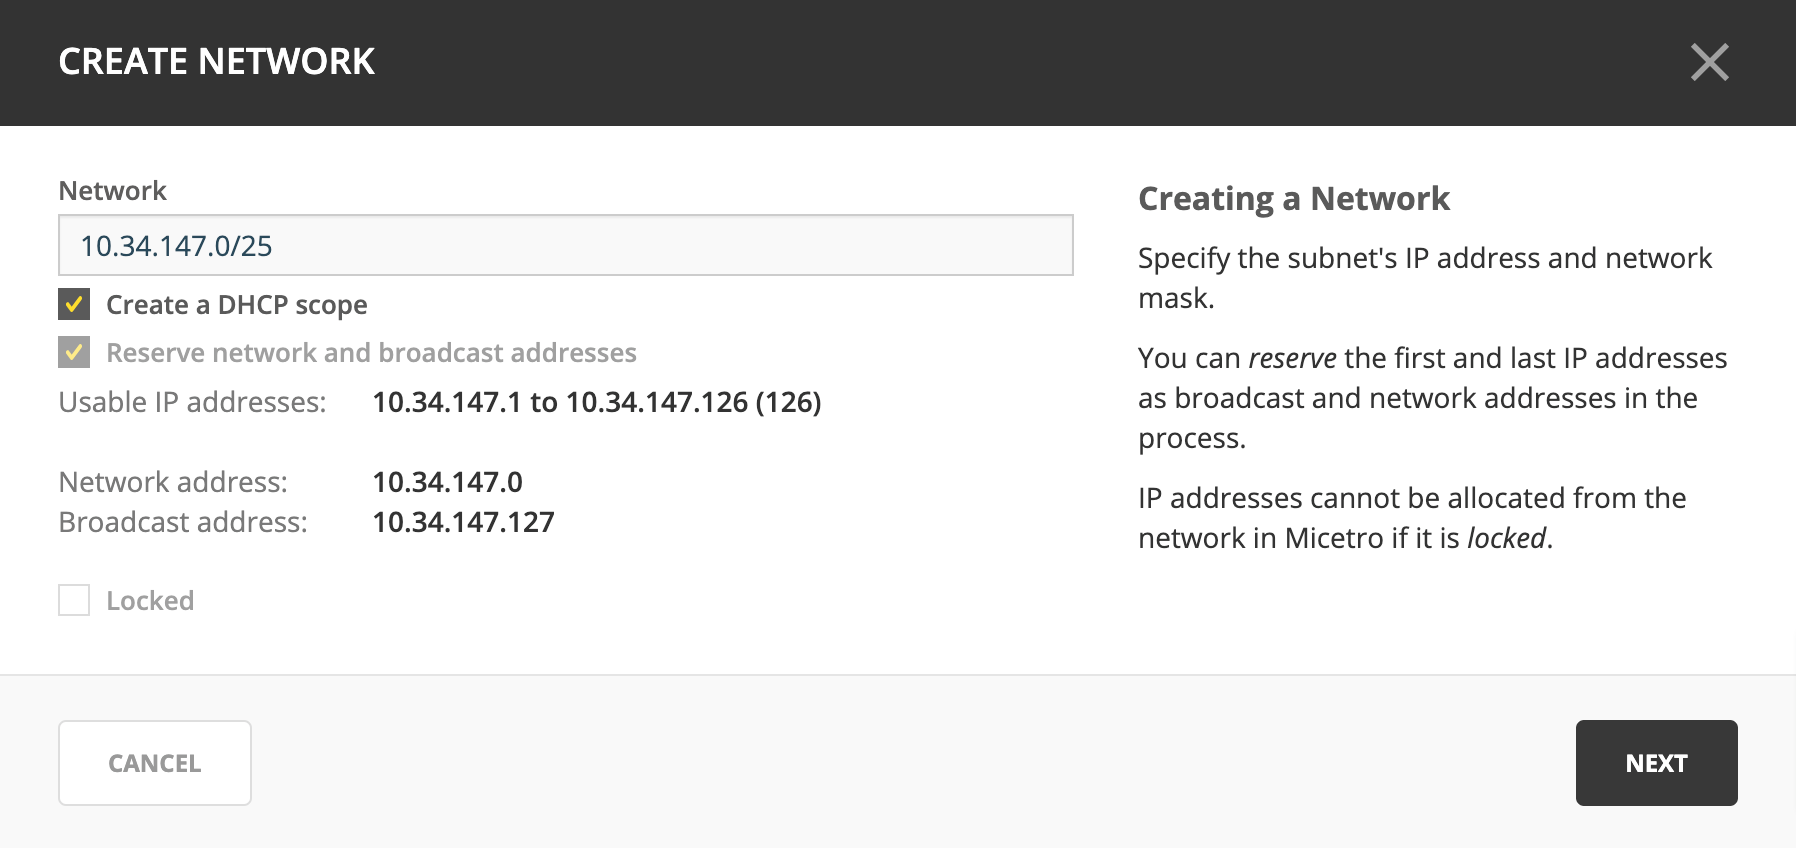 CREATE NETWORK
Network
10.34.147.0/25
Create a DHCP scope
Reserve network and broadcast addresses
Usable IP addresses: 10.34.147.1 to 10.34.147.126 (126)
Network address: 10.34.147.0
Broadcast address: 10.34.147.127
Locked
Creating a Network
Specify the subnet's IP address and network
mask.
You can reserve the first and last IP addresses
as broadcast and network addresses in the
process.
IP addresses cannot be allocated from the
network in Micetro if it is locked.
CANCEL
NEXT